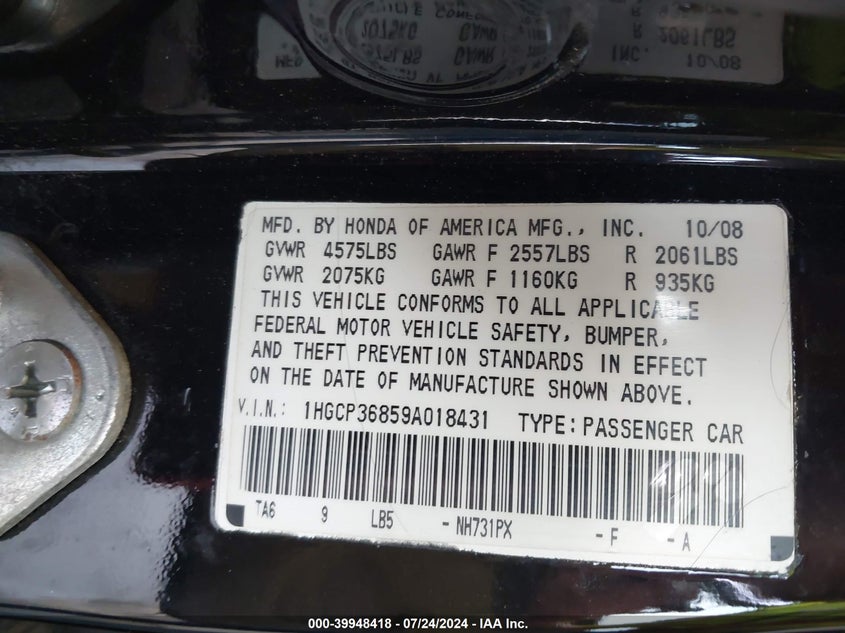 MFD. BY HONDA OF AMERICA MFG., INC. 10/08
GVWR 4575LBS GAWR F 2557LBS R 2061LBS
GVWR 2075KG GAWR F 1160KG R 935KG
THIS VEHICLE CONFORMS TO ALL APPLICABLE
FEDERAL MOTOR VEHICLE SAFETY, BUMPER,
AND THEFT PREVENTION STANDARDS IN EFFECT
ON THE DATE OF MANUFACTURE SHOWN ABOVE.
V.I.N.: 1HGCP36859A018431 TYPE: PASSENGER CAR
TA6 9 LB5 - NH731PX - F - A
000-39948418 - 07/24/2024 - IAA Inc.